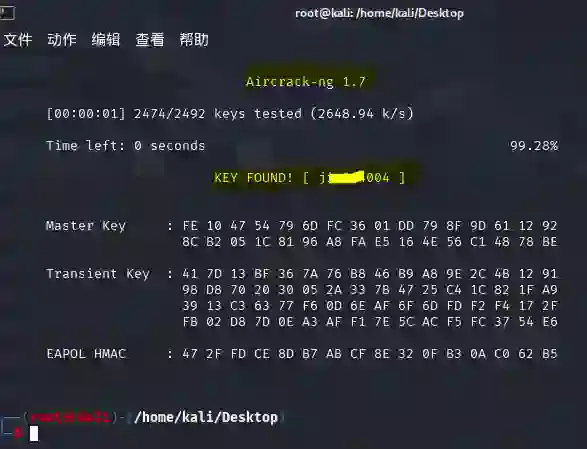 root@kali: /home/kali/Desktop
文件 动作 编辑 查看 帮助
Aircrack-ng 1.7
[00:00:01] 2474/2492 keys tested (2648.94 k/s)
Time left: 0 seconds 99.28%
KEY FOUND! [ ji 004 ]
Master Key : FE 10 47 54 79 6D FC 36 01 DD 79 8F 9D 61 12 92
8C B2 05 1C 81 96 A8 FA E5 16 4E 56 C1 48 78 BE
Transient Key : 41 7D 13 BF 36 7A 76 B8 46 B9 A8 9E 2C 4B 12 91
98 D8 70 20 30 05 2A 33 7B 47 25 C4 1C 82 1F A9
39 13 C3 63 77 F6 0D 6E AF 6F 6D FD F2 F4 17 2F
FB 02 D8 7D 0E A3 AF F1 7E 5C AC F5 FC 37 54 E6
EAPOL HMAC : 47 2F FD CE 8D B7 AB CF 8E 32 0F B3 0A C0 62 B5
(root@kali)-[/home/kali/Desktop]
#